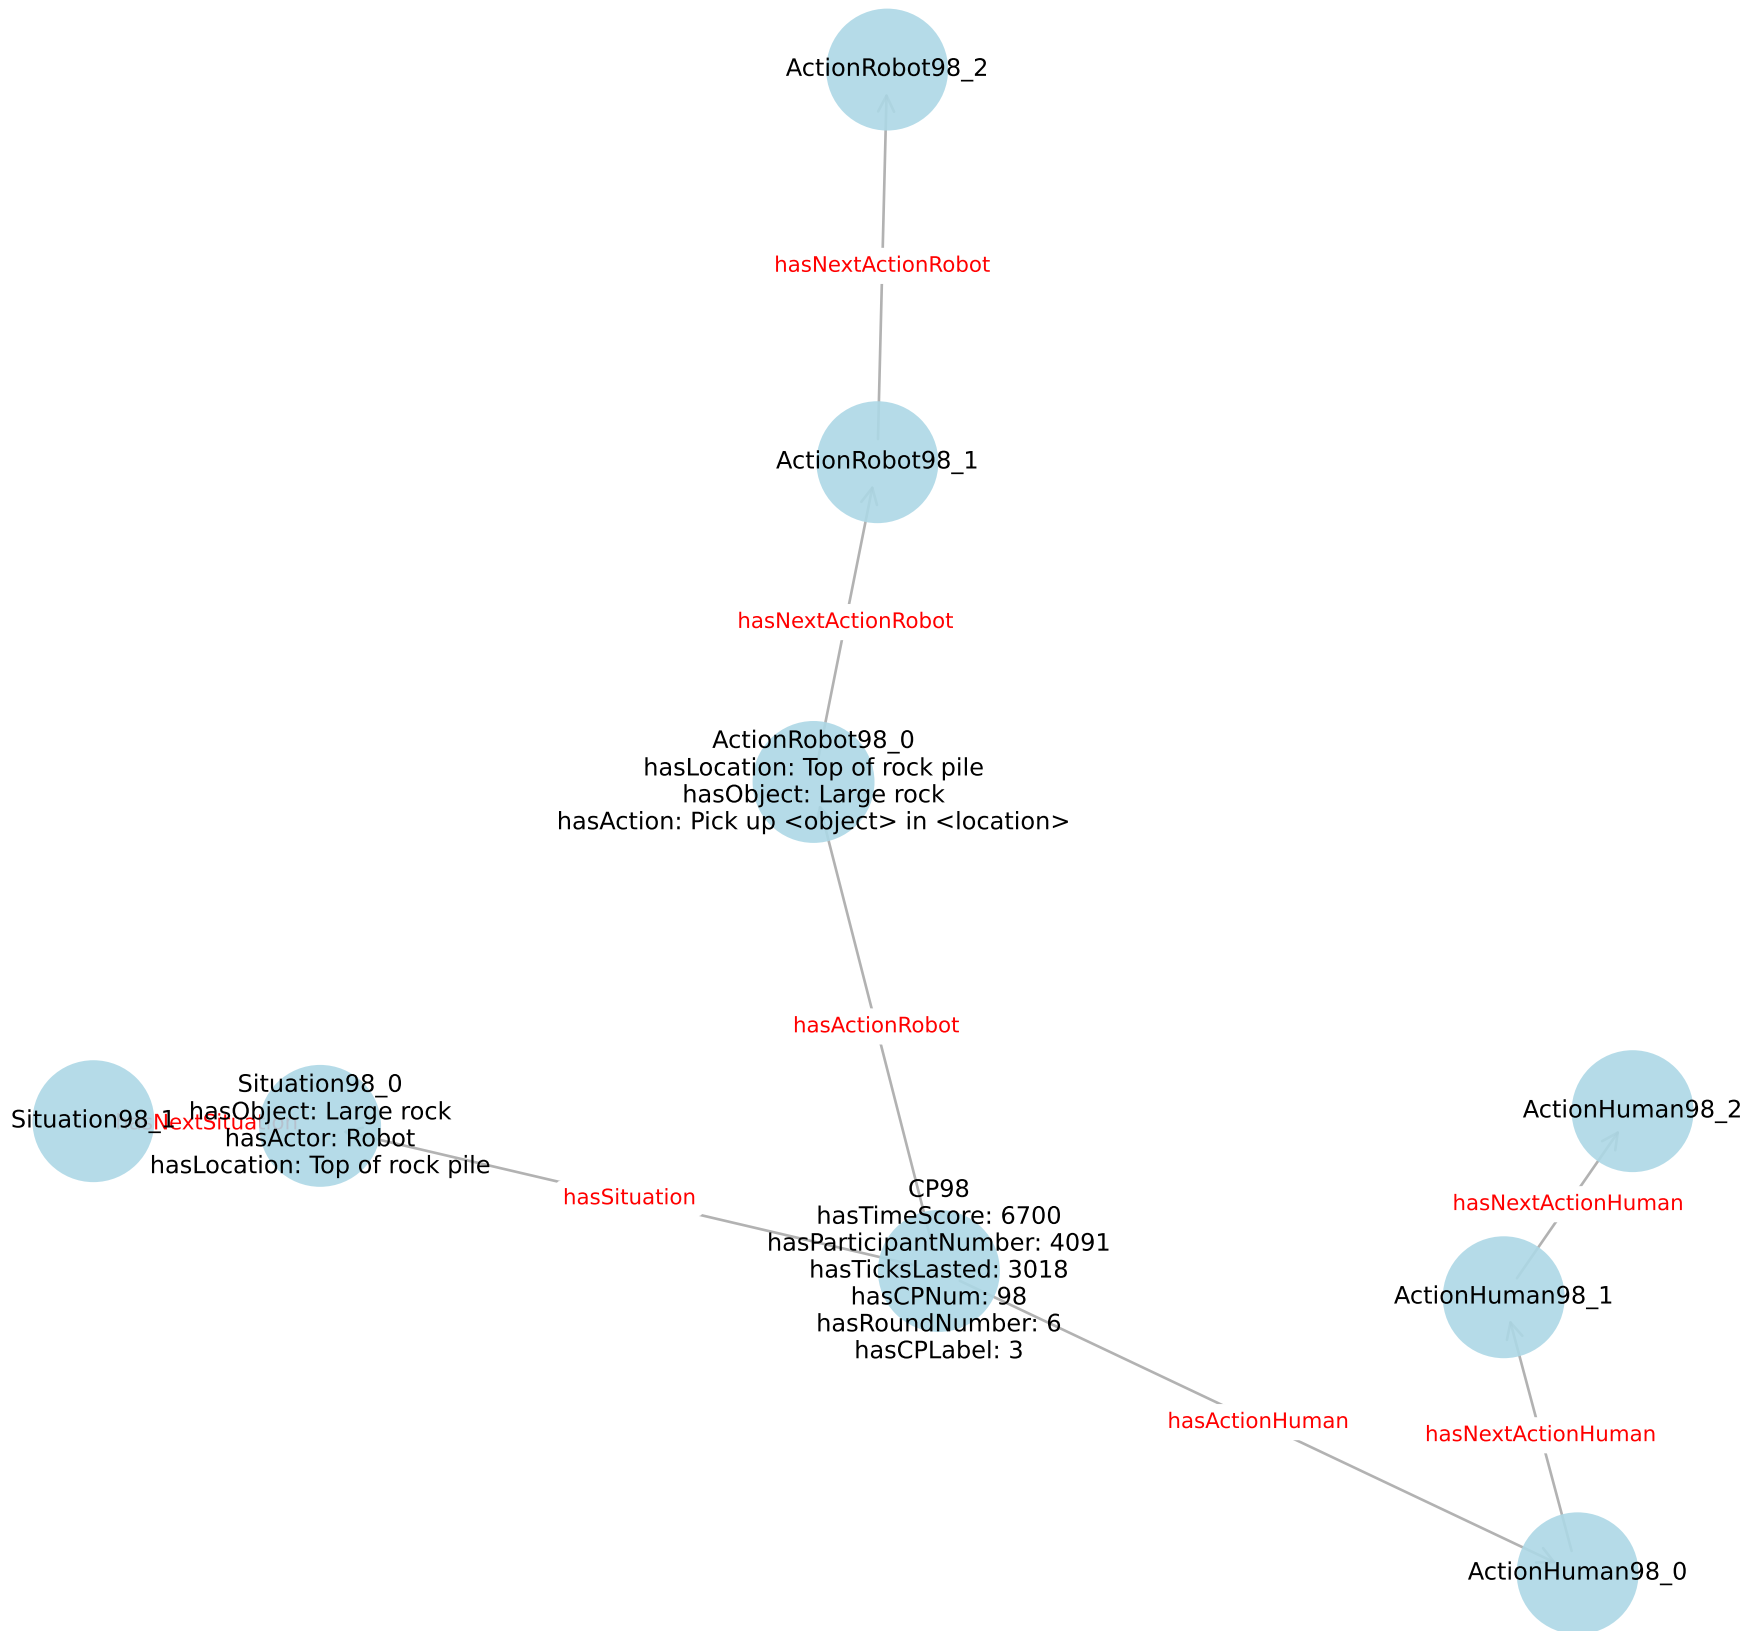 ActionRobot98_2
hasNextActionRobot
ActionRobot98_1
hasNextActionRobot
ActionRobot98_0
hasLocation: Top of rock pile
hasObject: Large rock
hasAction: Pick up <object> in <location>
hasActionRobot
Situation98_1
Situation98_0
hasObject: Large rock
hasActor: Robot
hasLocation: Top of rock pile
hasSituation
CP98
hasTimeScore: 6700
hasParticipantNumber: 4091
hasTicksLasted: 3018
hasCPNum: 98
hasRoundNumber: 6
hasCPLabel: 3
ActionHuman98_2
hasNextActionHuman
ActionHuman98_1
hasActionHuman
hasNextActionHuman
ActionHuman98_0